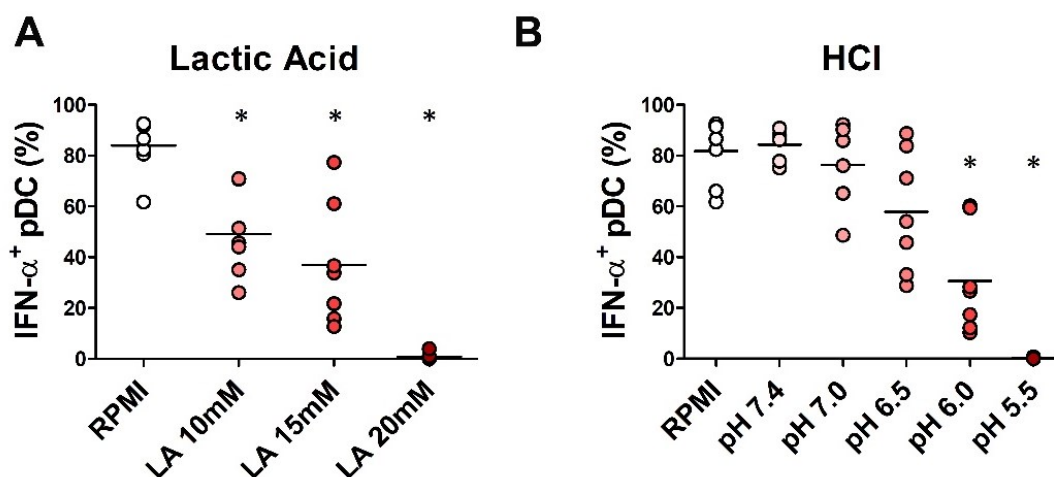 A
Lactic Acid
IFN-α⁺ pDC (%)
100
80
60
40
20
0
* * *
RPMI
LA 10mM
LA 15mM
LA 20mM
B
HCl
IFN-α⁺ pDC (%)
100
80
60
40
20
0
* *
RPMI
pH 7.4
pH 7.0
pH 6.5
pH 6.0
pH 5.5